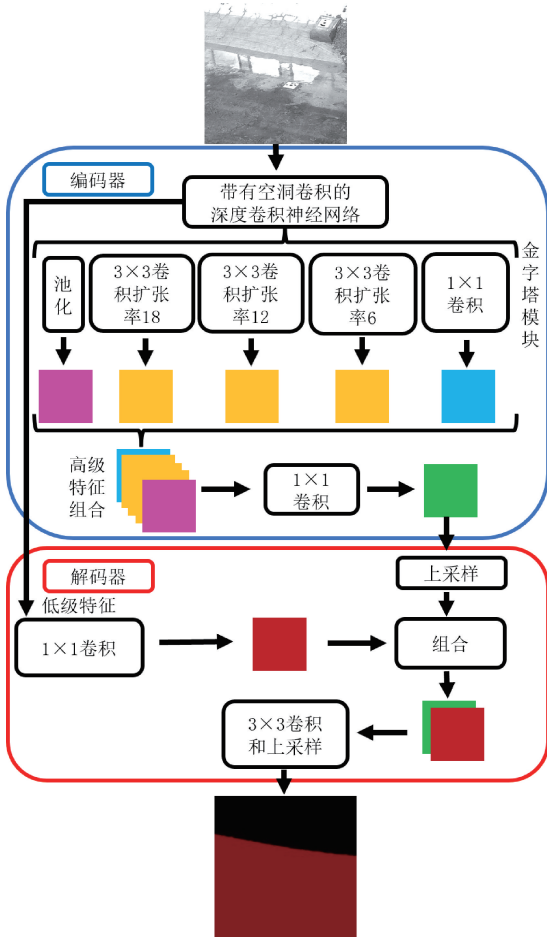 编码器
带有空洞卷积的
深度卷积神经网络
金字塔模块
池
化
3×3卷
积扩张
率18
3×3卷
积扩张
率12
3×3卷
积扩张
率6
1×1
卷积
高级
特征
组合
1×1
卷积
解码器
上采样
低级特征
1×1卷积
组合
3×3卷积
和上采样